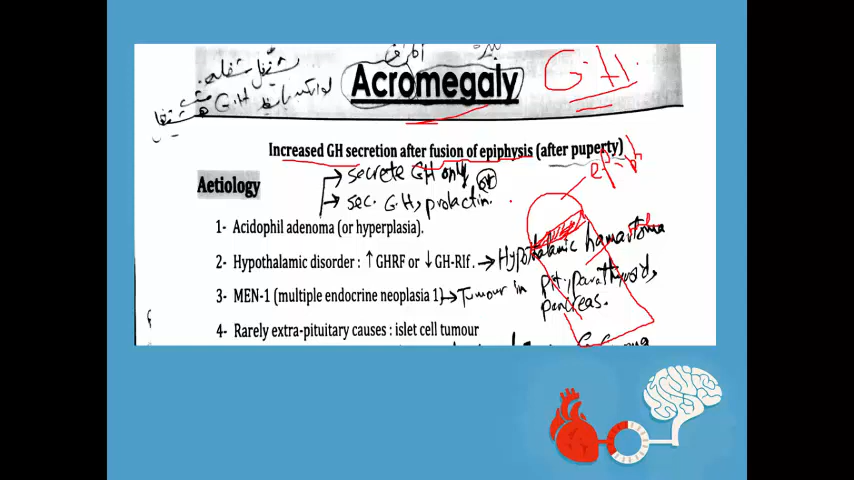 Acromegaly
G.H.
G.H
Increased GH secretion after fusion of epiphysis (after puperty)
→ secrete GH only or
Aetiology
→ sec. G.H, prolactin.
1- Acidophil adenoma (or hyperplasia).
2- Hypothalamic disorder : ↑ GHRF or ↓ GH-RIf. → Hypothalamic hamartoma
3- MEN-1 (multiple endocrine neoplasia 1) → Tumour in pit, parathyroid,
pancreas.
4- Rarely extra-pituitary causes : islet cell tumour